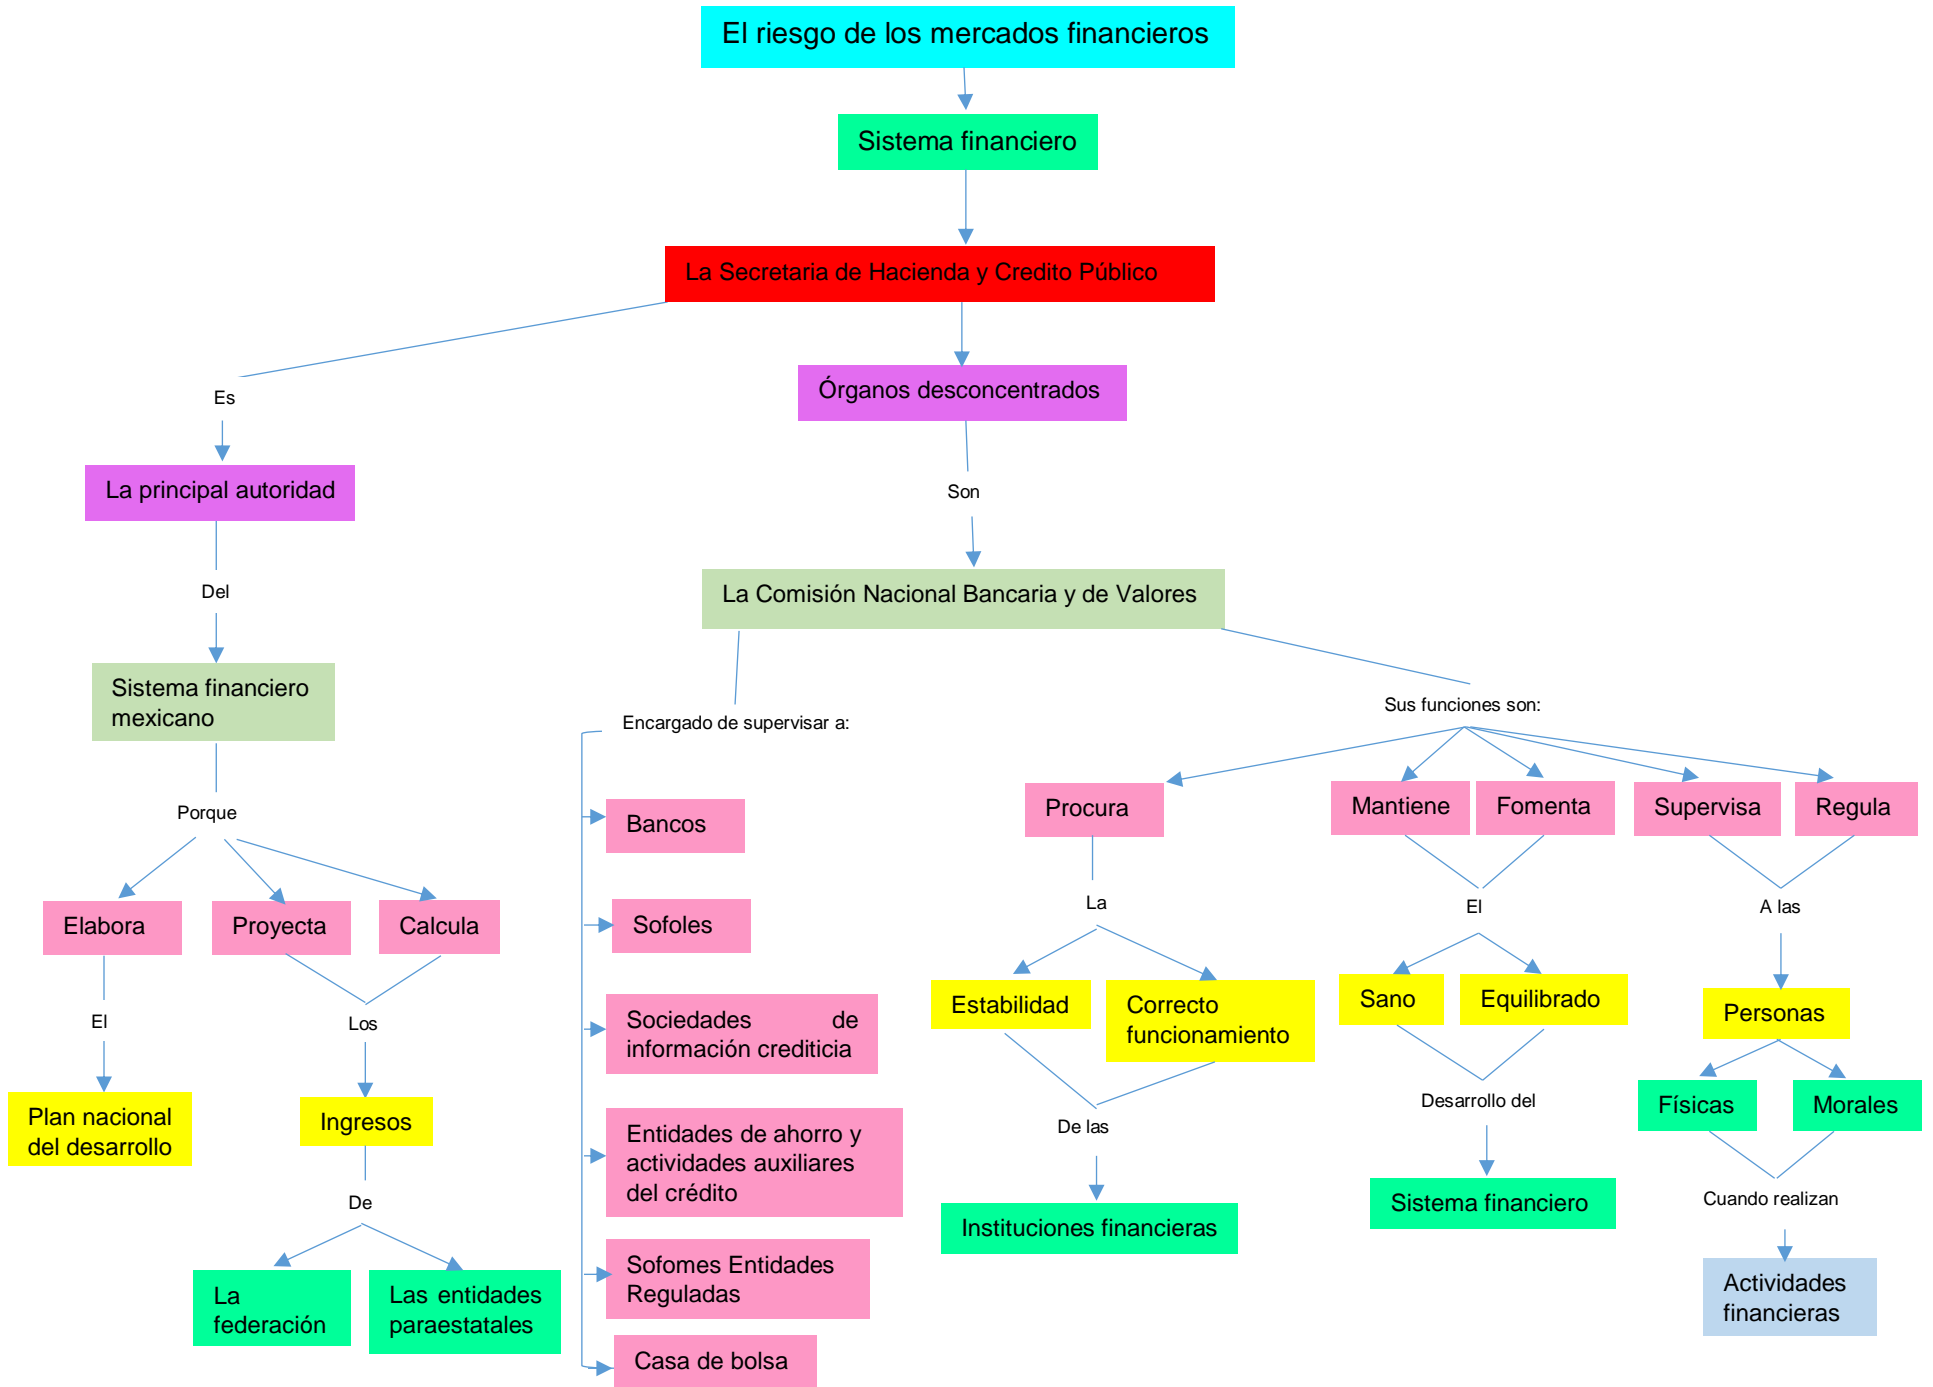 El riesgo de los mercados financieros
Sistema financiero
La Secretaria de Hacienda y Credito Público
Es
Órganos desconcentrados
La principal autoridad
Son
Del
La Comisión Nacional Bancaria y de Valores
Sistema financiero
mexicano
Porque
Elabora
Proyecta
Calcula
El
Los
Plan nacional
del desarrollo
Ingresos
De
La
federación
Las entidades
paraestatales
Encargado de supervisar a:
Bancos
Sofoles
Sociedades de
información crediticia
Entidades de ahorro y
actividades auxiliares
del crédito
Sofomes Entidades
Reguladas
Casa de bolsa
Sus funciones son:
Procura
Mantiene
Fomenta
Supervisa
Regula
La
El
A las
Estabilidad
Correcto
funcionamiento
Sano
Equilibrado
Personas
De las
Desarrollo del
Físicas
Morales
Instituciones financieras
Sistema financiero
Cuando realizan
Actividades
financieras